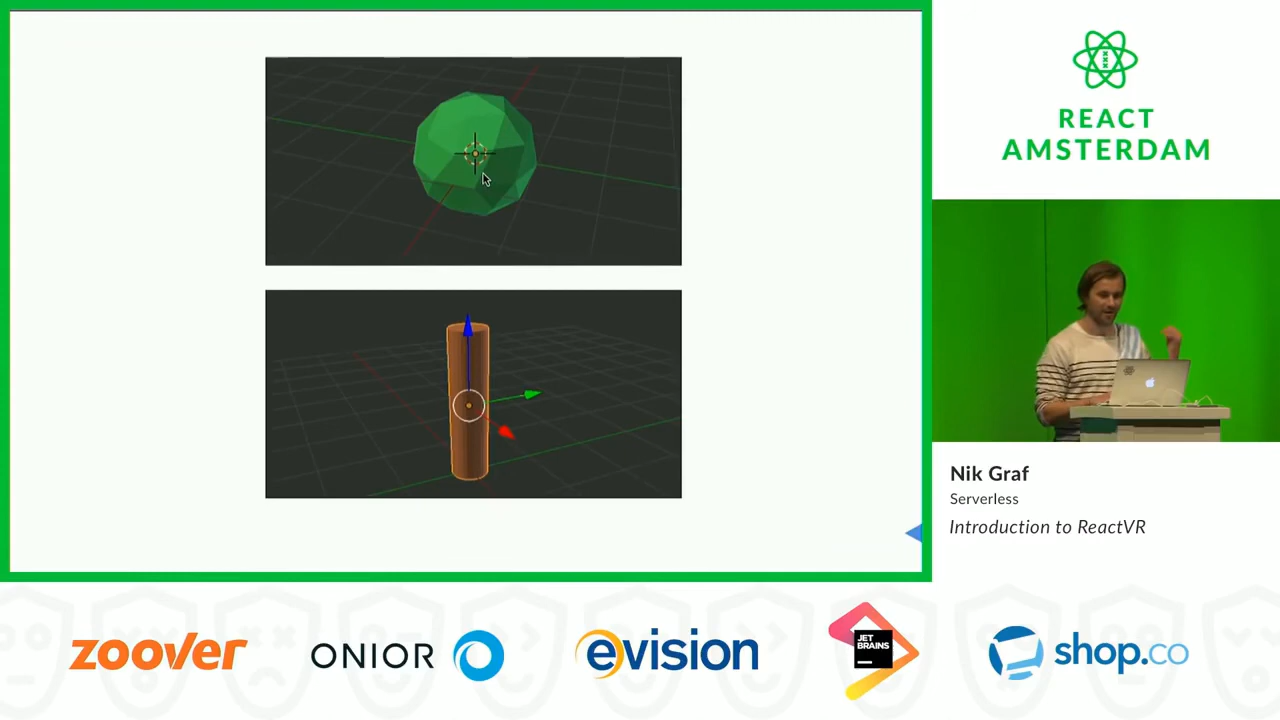 REACT
AMSTERDAM
Nik Graf
Serverless
Introduction to ReactVR
zoover
ONIOR
evision
JET
BRAINS
shop.co